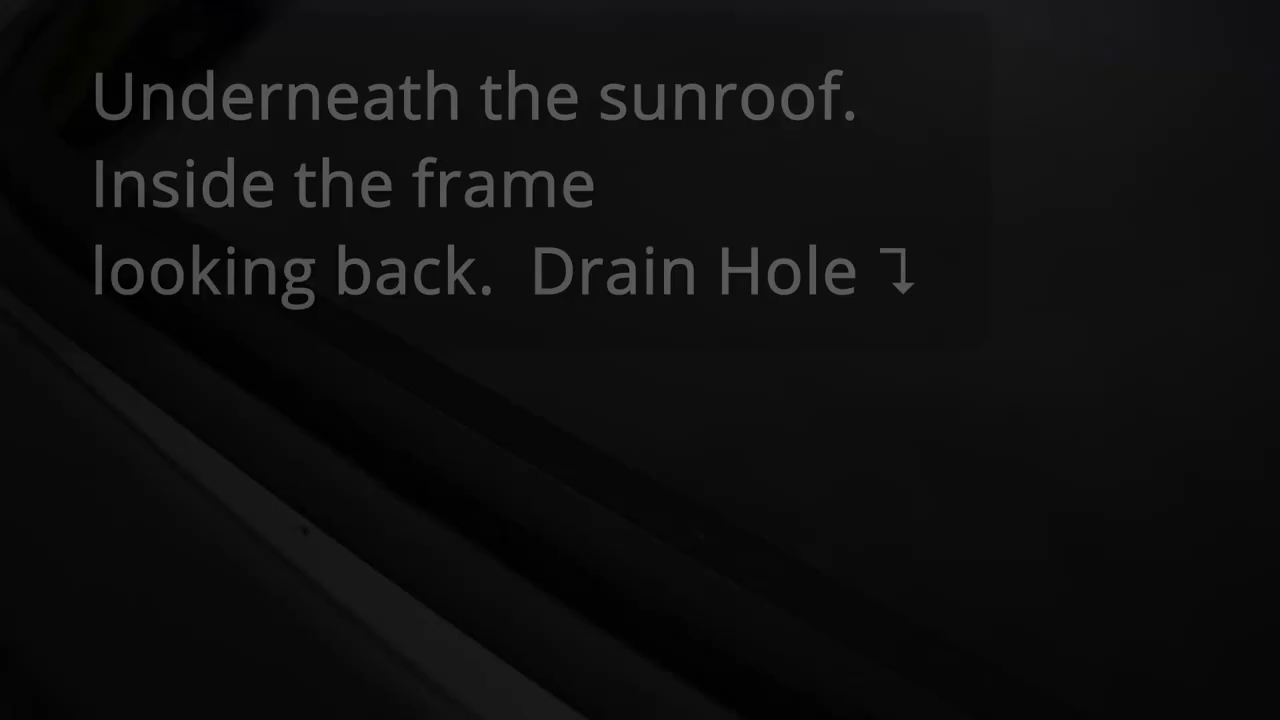 Underneath the sunroof.
Inside the frame
looking back.  Drain Hole ↴